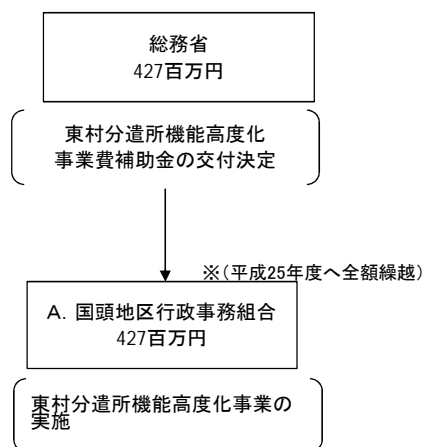 総務省
427百万円
東村分遣所機能高度化
事業費補助金の交付決定
※(平成25年度へ全額繰越)
A. 国頭地区行政事務組合
427百万円
東村分遣所機能高度化事業の
実施